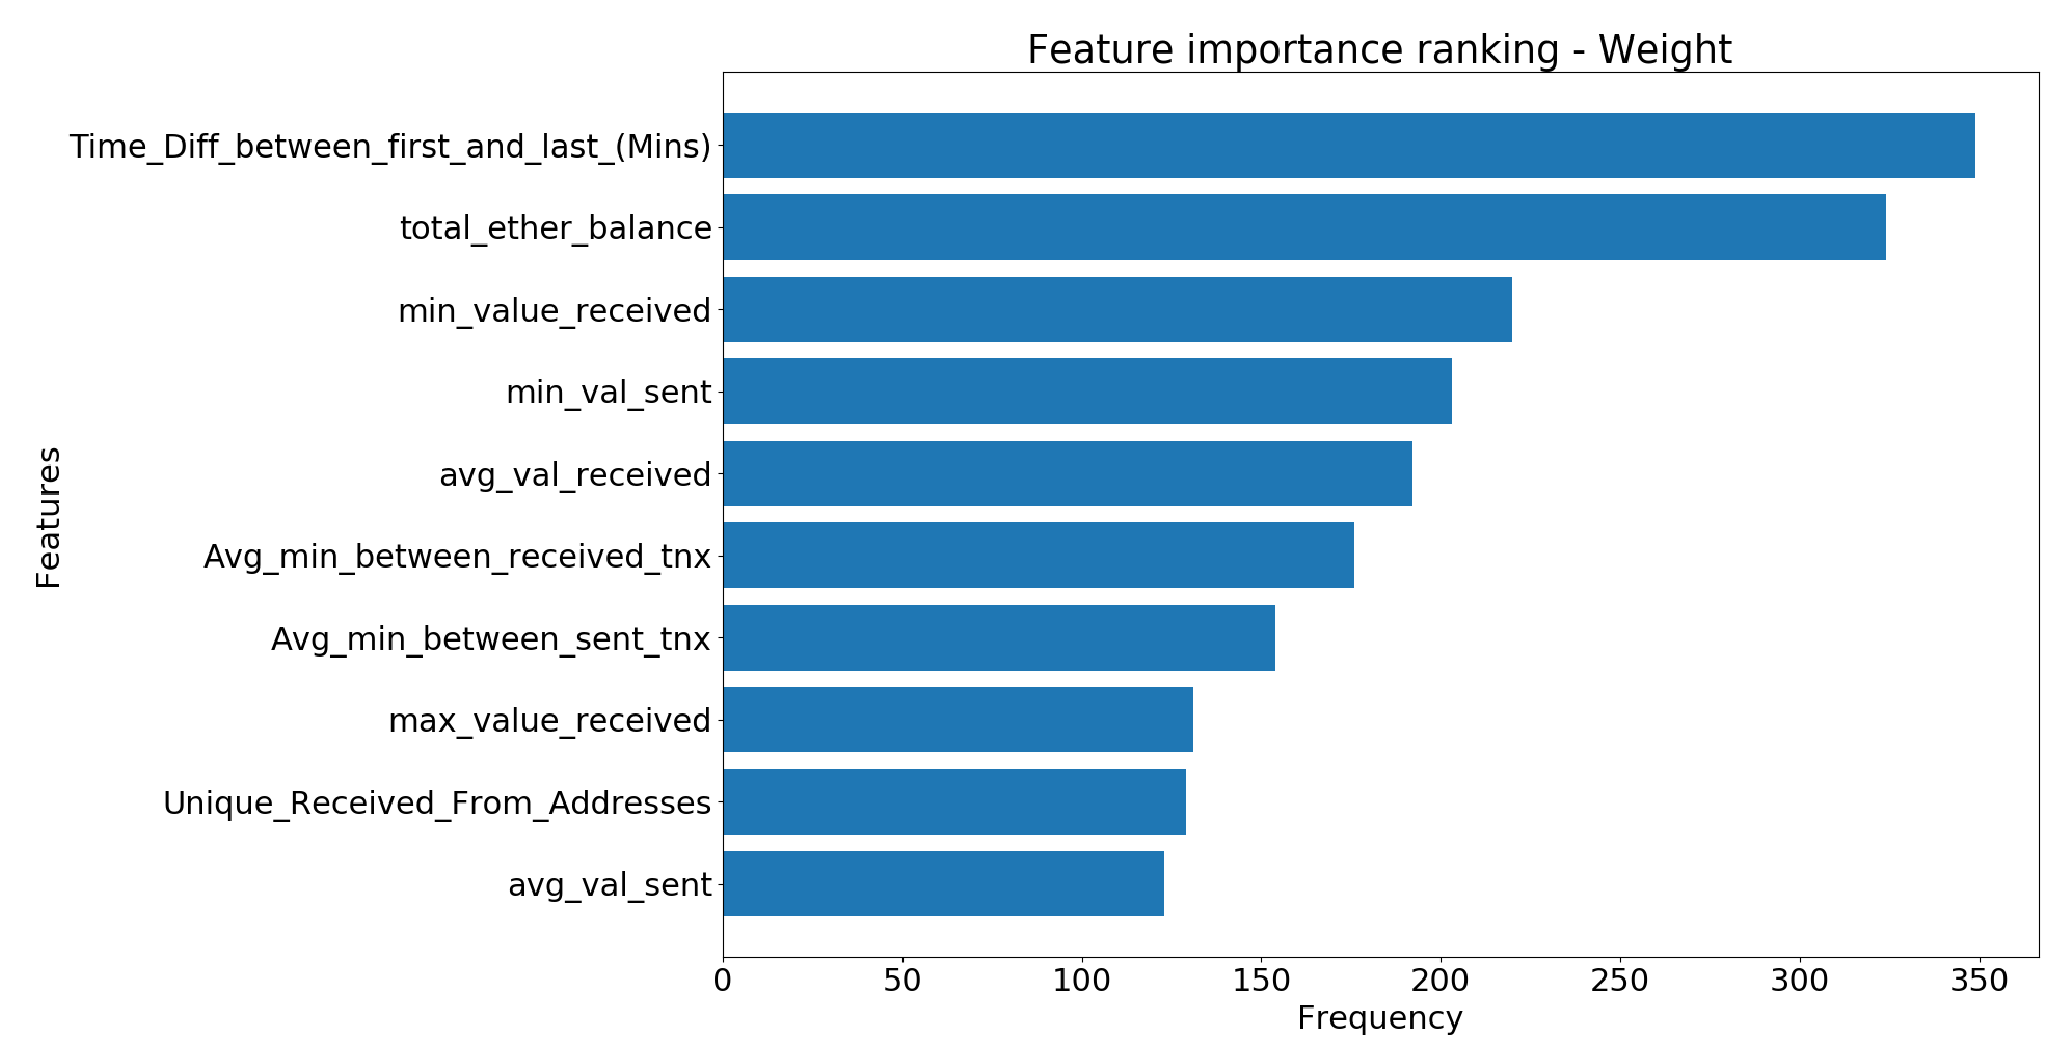 Feature importance ranking - Weight
Time_Diff_between_first_and_last_(Mins)
total_ether_balance
min_value_received
min_val_sent
avg_val_received
Avg_min_between_received_tnx
Avg_min_between_sent_tnx
max_value_received
Unique_Received_From_Addresses
avg_val_sent
Features
0 50 100 150 200 250 300 350
Frequency